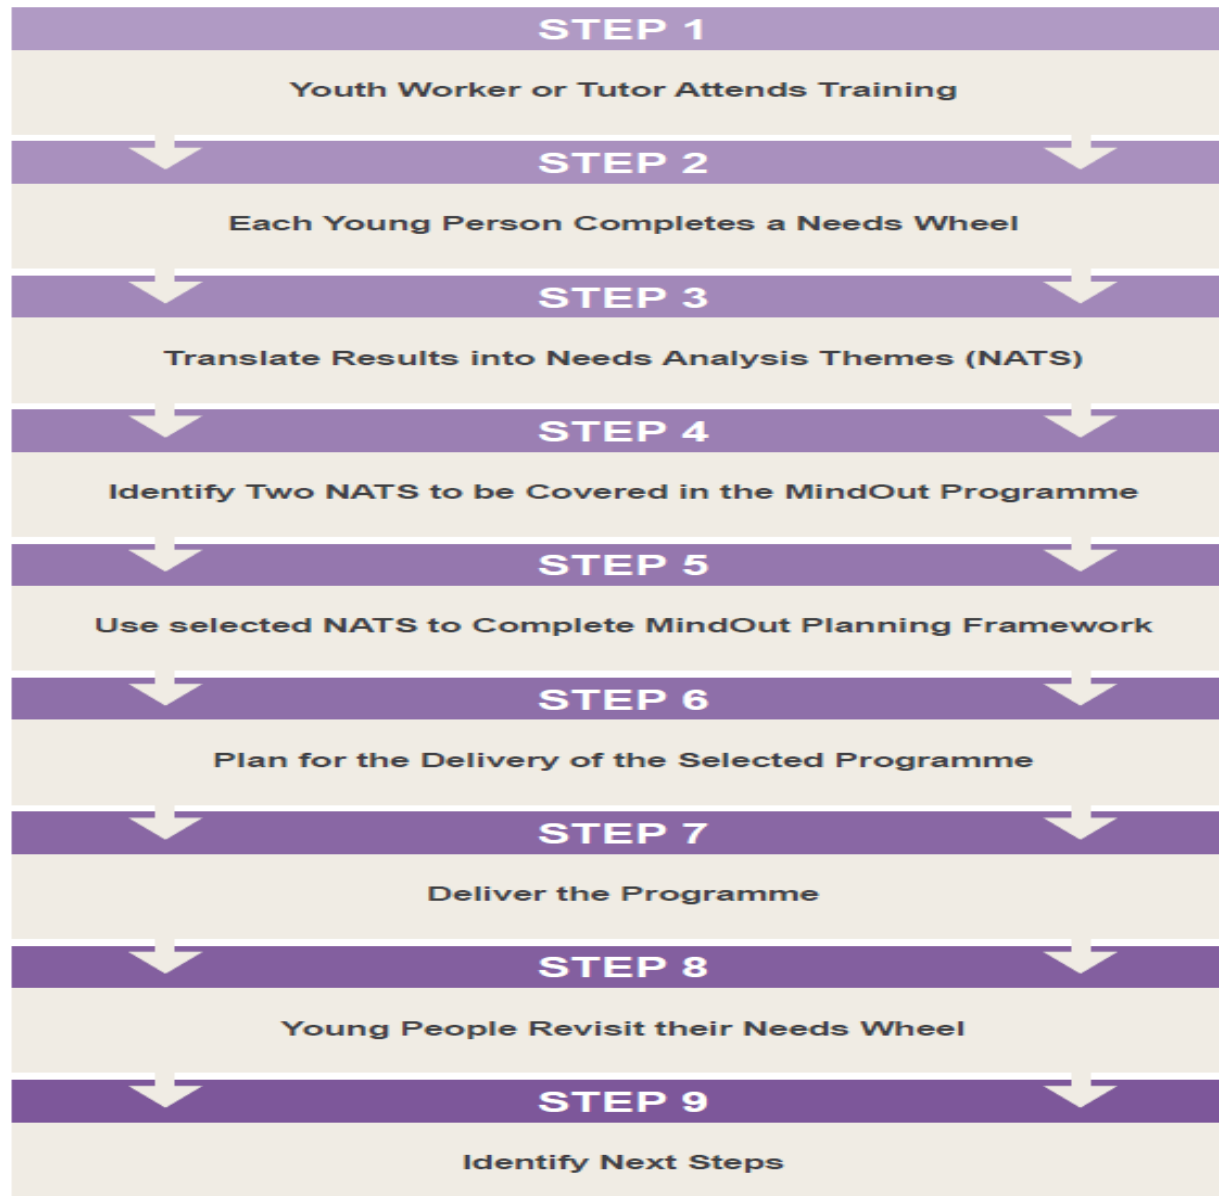 STEP 1
Youth Worker or Tutor Attends Training
STEP 2
Each Young Person Completes a Needs Wheel
STEP 3
Translate Results into Needs Analysis Themes (NATS)
STEP 4
Identify Two NATS to be Covered in the MindOut Programme
STEP 5
Use selected NATS to Complete MindOut Planning Framework
STEP 6
Plan for the Delivery of the Selected Programme
STEP 7
Deliver the Programme
STEP 8
Young People Revisit their Needs Wheel
STEP 9
Identify Next Steps